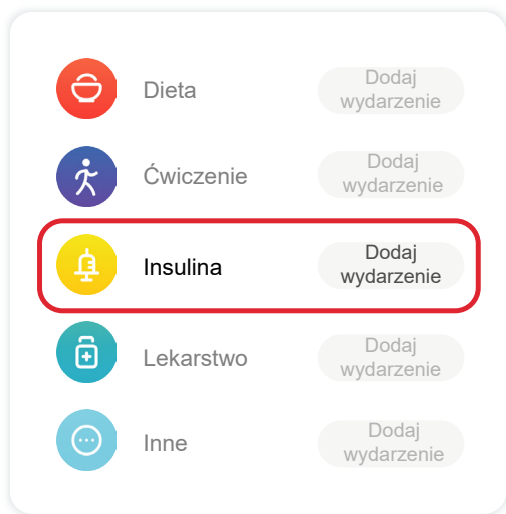 Dieta
Dodaj
wydarzenie
Ćwiczenie
Dodaj
wydarzenie
Insulina
Dodaj
wydarzenie
Lekarstwo
Dodaj
wydarzenie
Inne
Dodaj
wydarzenie